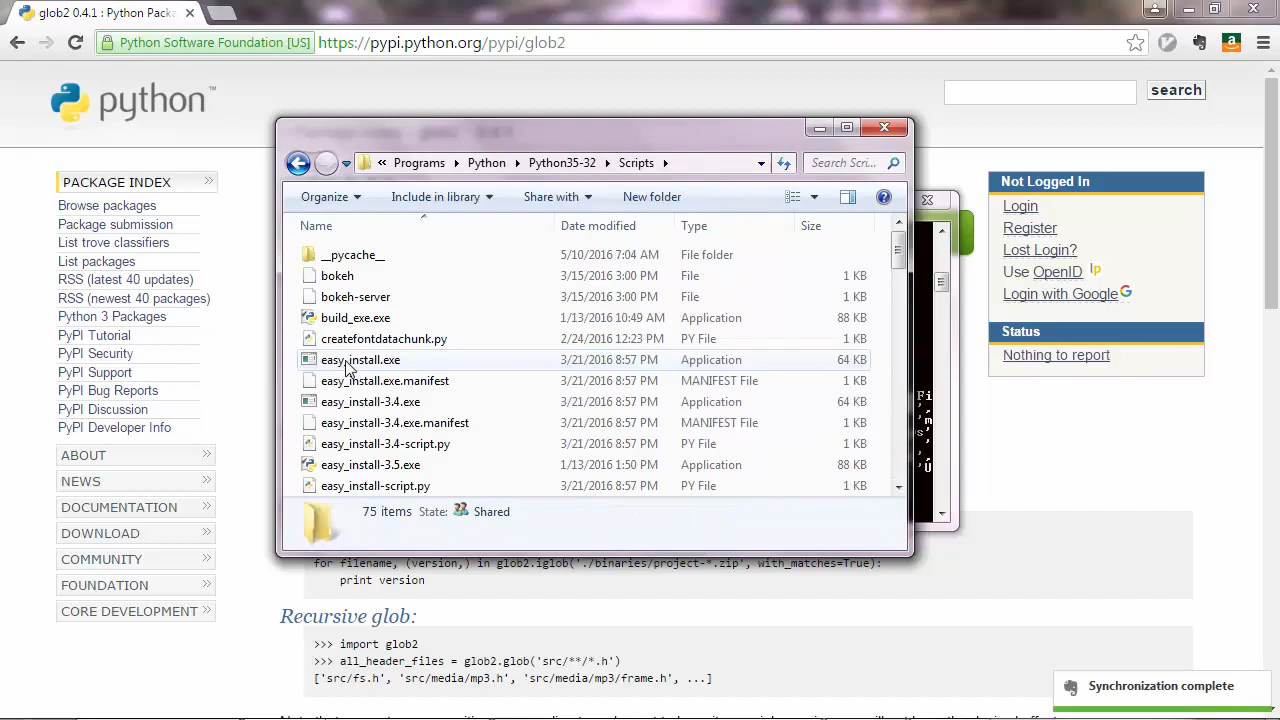 glob2 0.4.1 : Python Pack
Python Software Foundation [US]
https://pypi.python.org/pypi/glob2
python™
search
PACKAGE INDEX »
Browse packages
Package submission
List trove classifiers
List packages
RSS (latest 40 updates)
RSS (newest 40 packages)
Python 3 Packages
PyPI Tutorial
PyPI Security
PyPI Support
PyPI Bug Reports
PyPI Discussion
PyPI Developer Info
ABOUT »
NEWS »
DOCUMENTATION »
DOWNLOAD »
COMMUNITY »
FOUNDATION »
CORE DEVELOPMENT »
« Programs Python Python35-32 Scripts
Search Scri...
Organize Include in library Share with New folder
Name Date modified Type Size
__pycache__ 5/10/2016 7:04 AM File folder
bokeh 3/15/2016 3:00 PM File 1 KB
bokeh-server 3/15/2016 3:00 PM File 1 KB
build_exe.exe 1/13/2016 10:49 AM Application 88 KB
createfontdatachunk.py 2/24/2016 12:23 PM PY File 1 KB
easy_install.exe 3/21/2016 8:57 PM Application 64 KB
easy_install.exe.manifest 3/21/2016 8:57 PM MANIFEST File 1 KB
easy_install-3.4.exe 3/21/2016 8:57 PM Application 64 KB
easy_install-3.4.exe.manifest 3/21/2016 8:57 PM MANIFEST File 1 KB
easy_install-3.4-script.py 3/21/2016 8:57 PM PY File 1 KB
easy_install-3.5.exe 1/13/2016 1:50 PM Application 88 KB
easy_install-script.py 3/21/2016 8:57 PM PY File 1 KB
75 items State: Shared
Not Logged In
Login
Register
Lost Login?
Use OpenID lp
Login with Google G
Status
Nothing to report
for filename, (version,) in glob2.iglob('./binaries/project-*.zip', with_matches=True):
print version
Recursive glob:
>>> import glob2
>>> all_header_files = glob2.glob('src/**/*.h')
['src/fs.h', 'src/media/mp3.h', 'src/media/mp3/frame.h', ...]
Synchronization complete